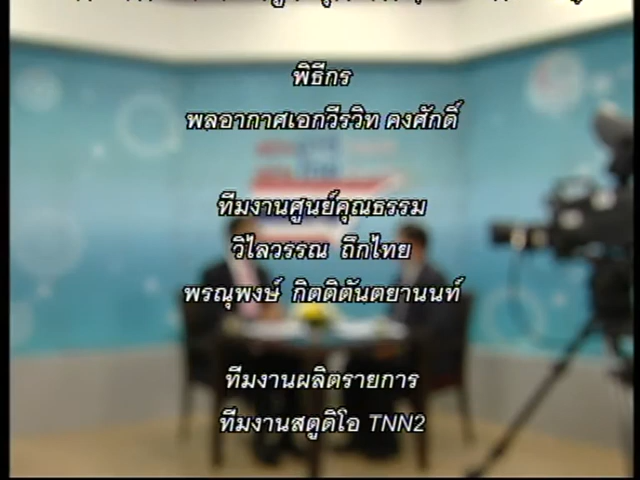 พิธีกร
พลอากาศเอกวีรวิท คงศักดิ์
ทีมงานศูนย์คุณธรรม
วิไลวรรณ ถึกไทย
พรณุพงษ์ กิตติตันตยานนท์
ทีมงานผลิตรายการ
ทีมงานสตูดิโอ TNN2